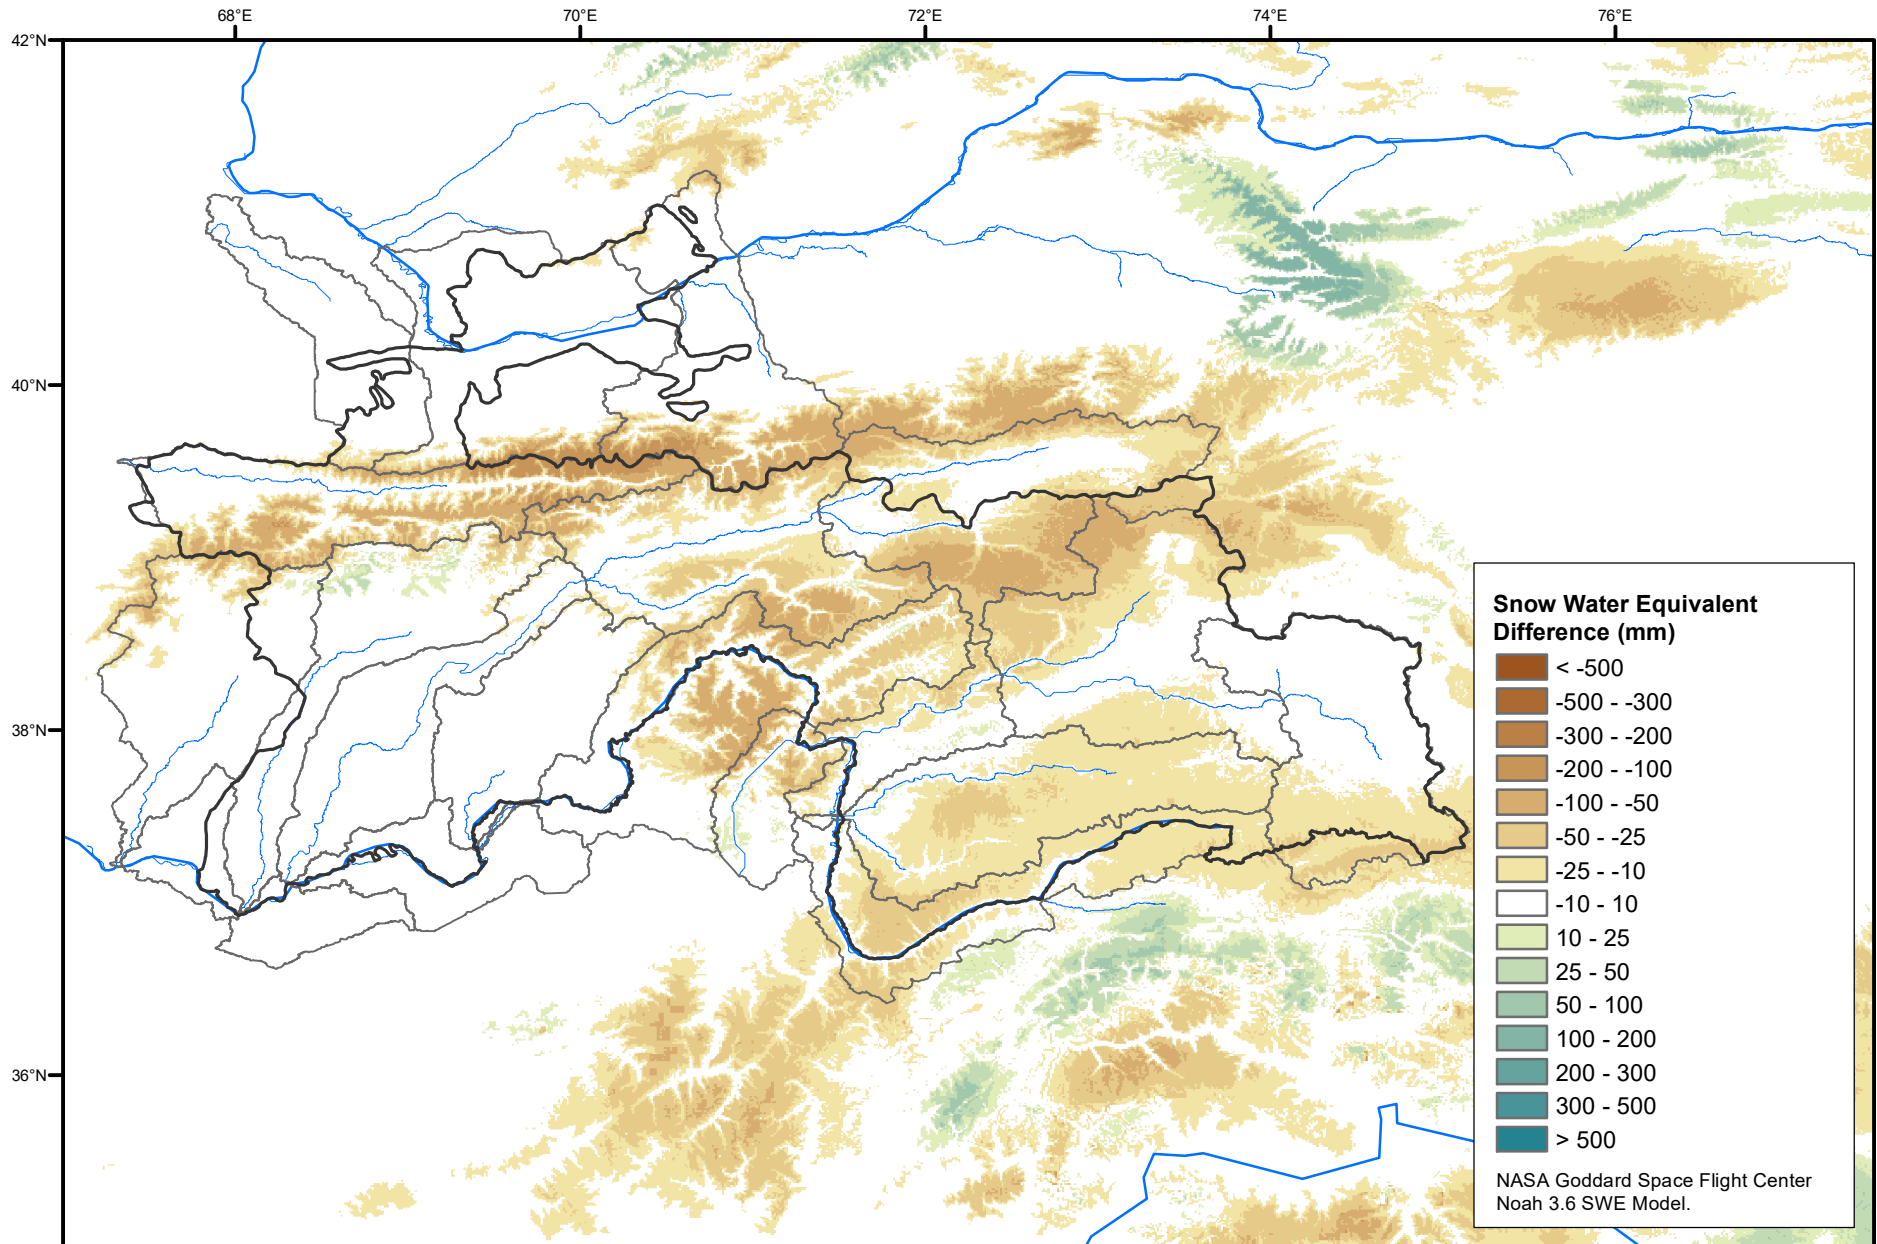 68°E
70°E
72°E
74°E
76°E
42°N
40°N
38°N
36°N
Snow Water Equivalent
Difference (mm)
< -500
-500 - -300
-300 - -200
-200 - -100
-100 - -50
-50 - -25
-25 - -10
-10 - 10
10 - 25
25 - 50
50 - 100
100 - 200
200 - 300
300 - 500
> 500
NASA Goddard Space Flight Center
Noah 3.6 SWE Model.